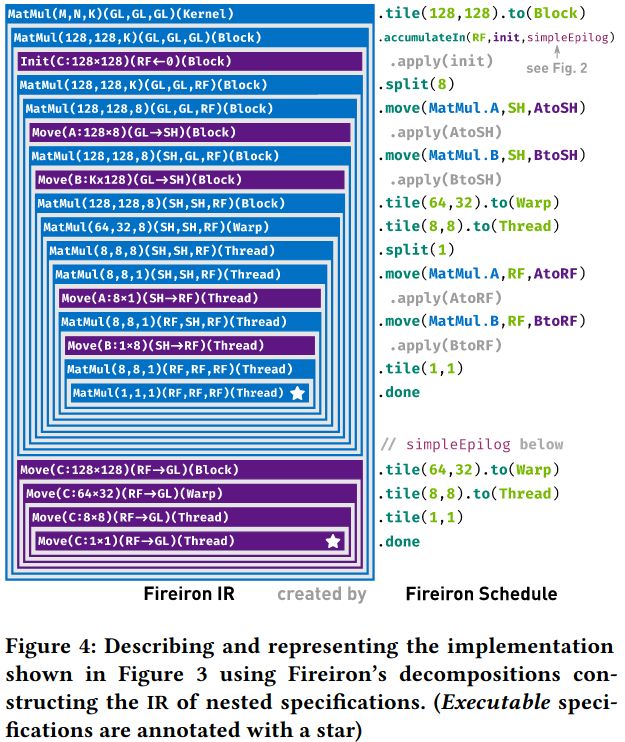 MatMul(M,N,K)(GL,GL,GL)(Kernel) .tile(128,128).to(Block)
MatMul(128,128,K)(GL,GL,GL)(Block) .accumulateIn(RF,init,simpleEpilog)
Init(C:128×128)(RF←0)(Block) .apply(init) see Fig. 2
MatMul(128,128,K)(GL,GL,RF)(Block) .split(8)
MatMul(128,128,8)(GL,GL,RF)(Block) .move(MatMul.A,SH,AtoSH)
Move(A:128×8)(GL→SH)(Block) .apply(AtoSH)
MatMul(128,128,8)(SH,GL,RF)(Block) .move(MatMul.B,SH,BtoSH)
Move(B:Kx128)(GL→SH)(Block) .apply(BtoSH)
MatMul(128,128,8)(SH,SH,RF)(Block) .tile(64,32).to(Warp)
MatMul(64,32,8)(SH,SH,RF)(Warp) .tile(8,8).to(Thread)
MatMul(8,8,8)(SH,SH,RF)(Thread) .split(1)
MatMul(8,8,1)(SH,SH,RF)(Thread) .move(MatMul.A,RF,AtoRF)
Move(A:8×1)(SH→RF)(Thread) .apply(AtoRF)
MatMul(8,8,1)(RF,SH,RF)(Thread) .move(MatMul.B,RF,BtoRF)
Move(B:1×8)(SH→RF)(Thread) .apply(BtoRF)
MatMul(8,8,1)(RF,RF,RF)(Thread) .tile(1,1)
MatMul(1,1,1)(RF,RF,RF)(Thread) .done
// simpleEpilog below
Move(C:128×128)(RF→GL)(Block) .tile(64,32).to(Warp)
Move(C:64×32)(RF→GL)(Warp) .tile(8,8).to(Thread)
Move(C:8×8)(RF→GL)(Thread) .tile(1,1)
Move(C:1×1)(RF→GL)(Thread) .done
Fireiron IR created by Fireiron Schedule
Figure 4: Describing and representing the implementation
shown in Figure 3 using Fireiron’s decompositions con-
structing the IR of nested specifications. (Executable speci-
fications are annotated with a star)